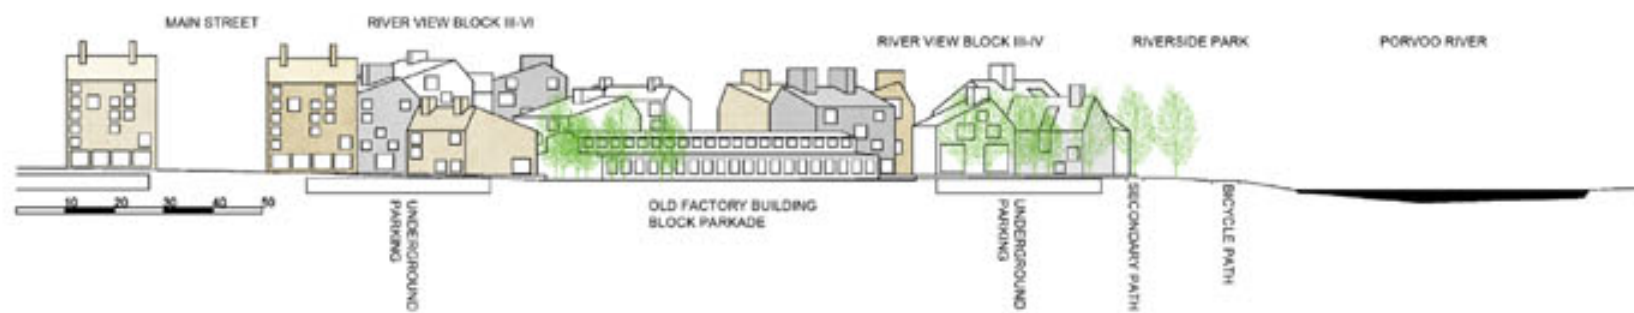 MAIN STREET
RIVER VIEW BLOCK III-VI
RIVER VIEW BLOCK III-IV
RIVERSIDE PARK
PORVOO RIVER
10 20 30 40 50
UNDERGROUND
PARKING
OLD FACTORY BUILDING
BLOCK PARKADE
UNDERGROUND
PARKING
SECONDARY PATH
BICYCLE PATH